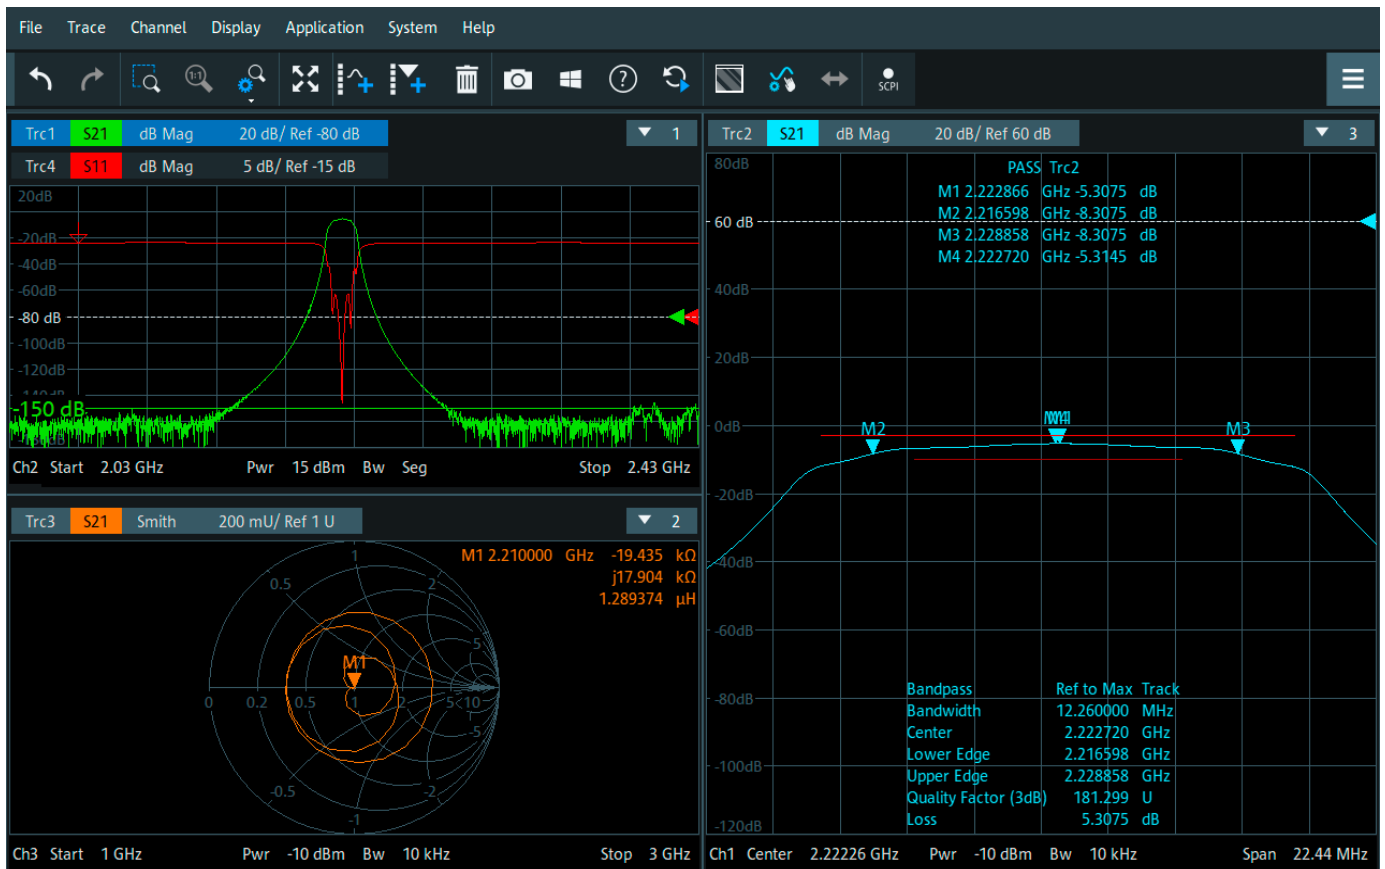 File Trace Channel Display Application System Help
1:1 ? SCPI
Trc1 S21 dB Mag 20 dB/ Ref -80 dB 1
Trc4 S11 dB Mag 5 dB/ Ref -15 dB
20dB
-20dB
-40dB
-60dB
-80 dB
-100dB
-120dB
-140dB
-150 dB
Ch2 Start 2.03 GHz Pwr 15 dBm Bw Seg Stop 2.43 GHz
Trc3 S21 Smith 200 mU/ Ref 1 U 2
M1 2.210000 GHz -19.435 kΩ
j17.904 kΩ
1.289374 µH
1
0.5 2
5
M1
0 0.2 0.5 1 2 5 10
-5
-0.5 -2
-1
Ch3 Start 1 GHz Pwr -10 dBm Bw 10 kHz Stop 3 GHz
Trc2 S21 dB Mag 20 dB/ Ref 60 dB 3
80dB
PASS Trc2
M1 2.222866 GHz -5.3075 dB
M2 2.216598 GHz -8.3075 dB
60 dB
M3 2.228858 GHz -8.3075 dB
M4 2.222720 GHz -5.3145 dB
40dB
20dB
0dB
M2 M3
-20dB
-40dB
-60dB
-80dB
Bandpass Ref to Max Track
Bandwidth 12.260000 MHz
Center 2.222720 GHz
Lower Edge 2.216598 GHz
-100dB
Upper Edge 2.228858 GHz
Quality Factor (3dB) 181.299 U
Loss 5.3075 dB
-120dB
Ch1 Center 2.22226 GHz Pwr -10 dBm Bw 10 kHz Span 22.44 MHz